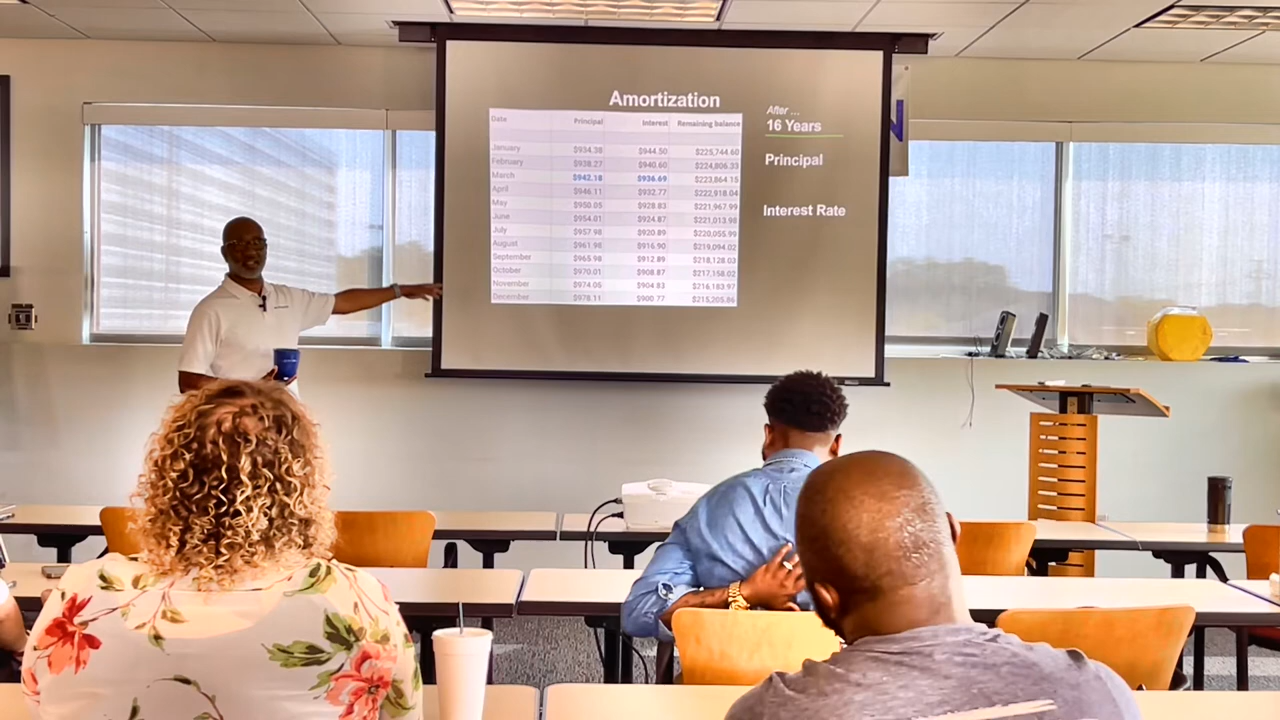 Amortization
After ...
16 Years
Principal
Interest Rate
Date Principal Interest Remaining balance
January $934.38 $944.50 $225,744.60
February $938.27 $940.60 $224,806.33
March $942.18 $936.69 $223,864.15
April $946.11 $932.77 $222,918.04
May $950.05 $928.83 $221,967.99
June $954.01 $924.87 $221,013.98
July $957.98 $920.89 $220,055.99
August $961.98 $916.90 $219,094.02
September $965.98 $912.89 $218,128.03
October $970.01 $908.87 $217,158.02
November $974.05 $904.83 $216,183.97
December $978.11 $900.77 $215,205.86
N